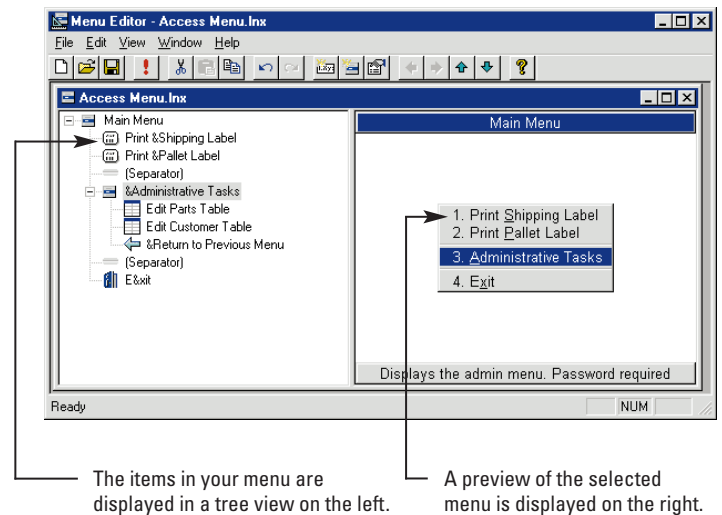 Menu Editor - Access Menu.lnx
File Edit View Window Help
Access Menu.lnx
Main Menu
Print &Shipping Label
Print &Pallet Label
(Separator)
&Administrative Tasks
Edit Parts Table
Edit Customer Table
&Return to Previous Menu
(Separator)
E&xit
Main Menu
1. Print Shipping Label
2. Print Pallet Label
3. Administrative Tasks
4. Exit
Displays the admin menu. Password required
Ready NUM
The items in your menu are
displayed in a tree view on the left.
A preview of the selected
menu is displayed on the right.